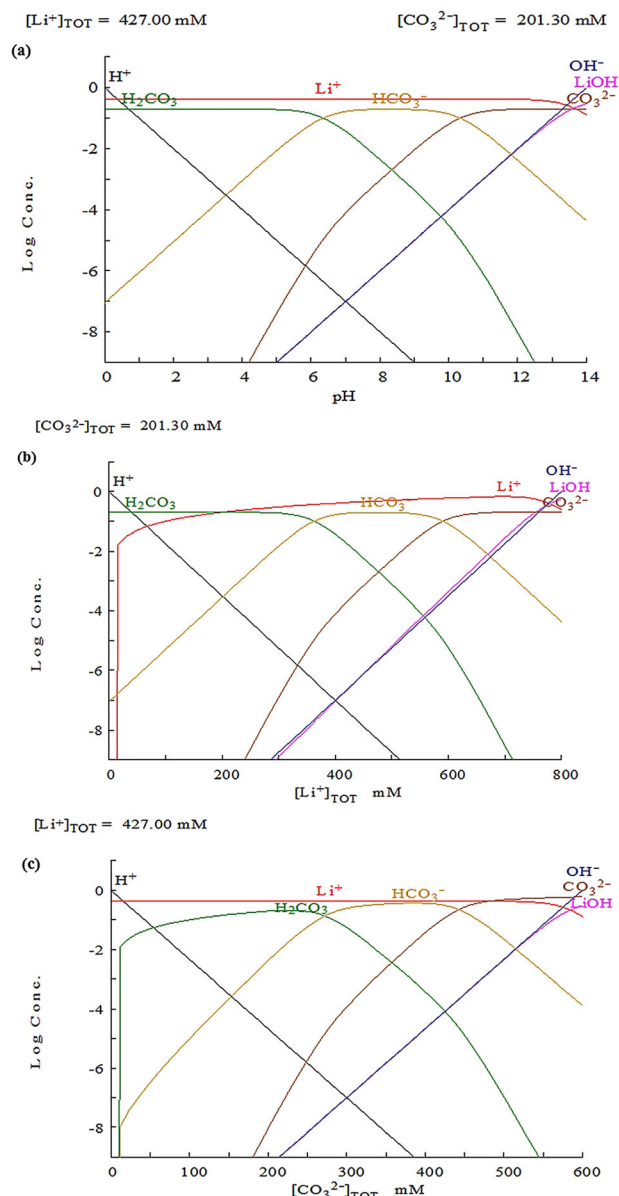 [Li⁺]TOT = 427.00 mM [CO₃²⁻]TOT = 201.30 mM
(a)
H⁺ H₂CO₃ Li⁺ HCO₃⁻ OH⁻ LiOH CO₃²⁻
0
-2
-4
-6
-8
Log Conc.
0 2 4 6 8 10 12 14
pH
[CO₃²⁻]TOT = 201.30 mM
(b)
H⁺ H₂CO₃ HCO₃⁻ Li⁺ OH⁻ LiOH CO₃²⁻
0
-2
-4
-6
-8
Log Conc.
0 200 400 600 800
[Li⁺]TOT mM
[Li⁺]TOT = 427.00 mM
(c)
H⁺ H₂CO₃ Li⁺ HCO₃⁻ OH⁻ CO₃²⁻ LiOH
0
-2
-4
-6
-8
Log Conc.
0 100 200 300 400 500 600
[CO₃²⁻]TOT mM